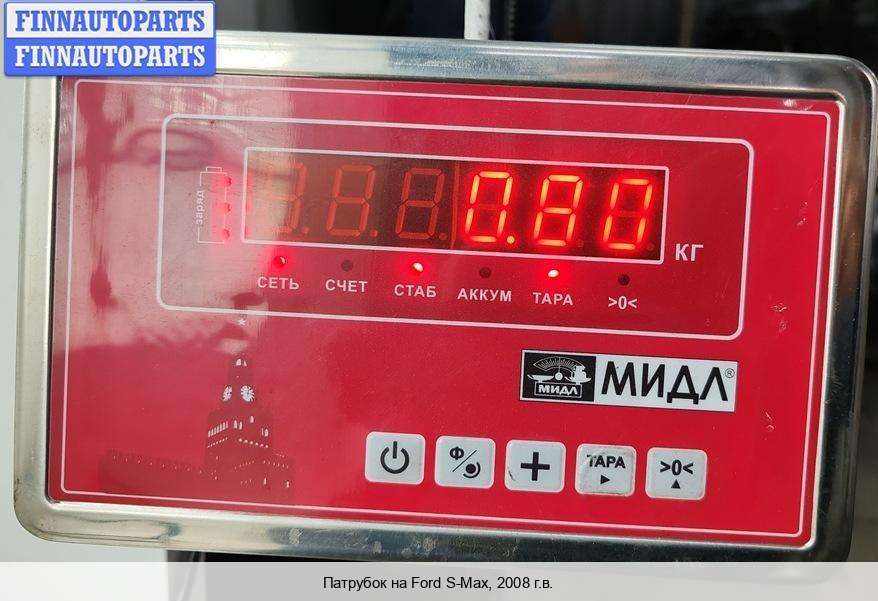 FINNAUTOPARTS
FINNAUTOPARTS
заряд
0.80
КГ
СЕТЬ СЧЕТ СТАБ АККУМ ТАРА >0<
МИДЛ МИДЛ®
Ф ТАРА >0<
Патрубок на Ford S-Max, 2008 г.в.